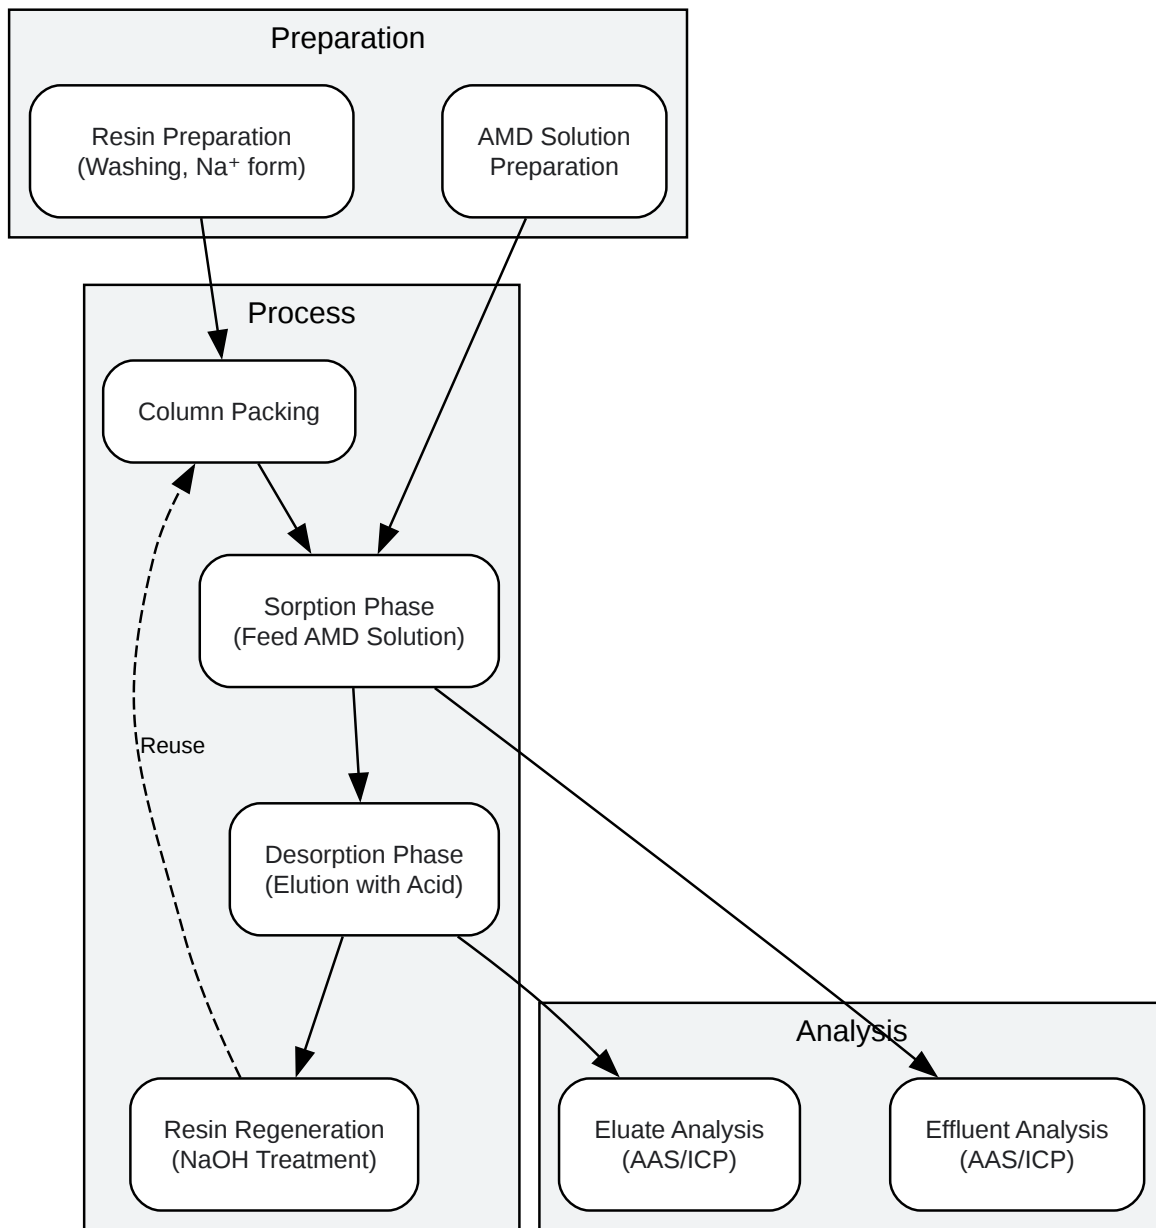 Preparation
Resin Preparation
(Washing, Na⁺ form)
AMD Solution
Preparation
Process
Column Packing
Sorption Phase
(Feed AMD Solution)
Reuse
Desorption Phase
(Elution with Acid)
Analysis
Resin Regeneration
(NaOH Treatment)
Eluate Analysis
(AAS/ICP)
Effluent Analysis
(AAS/ICP)